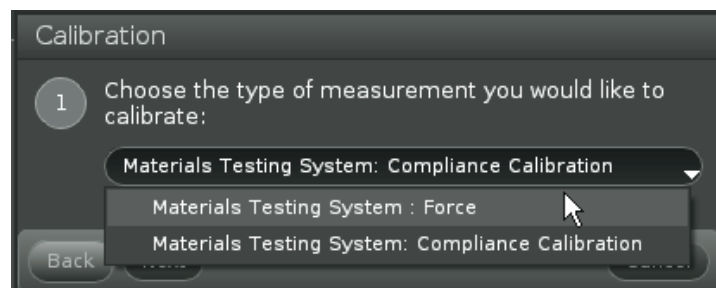 Calibration
1
Choose the type of measurement you would like to
calibrate:
Materials Testing System: Compliance Calibration
Materials Testing System : Force
Materials Testing System: Compliance Calibration
Back